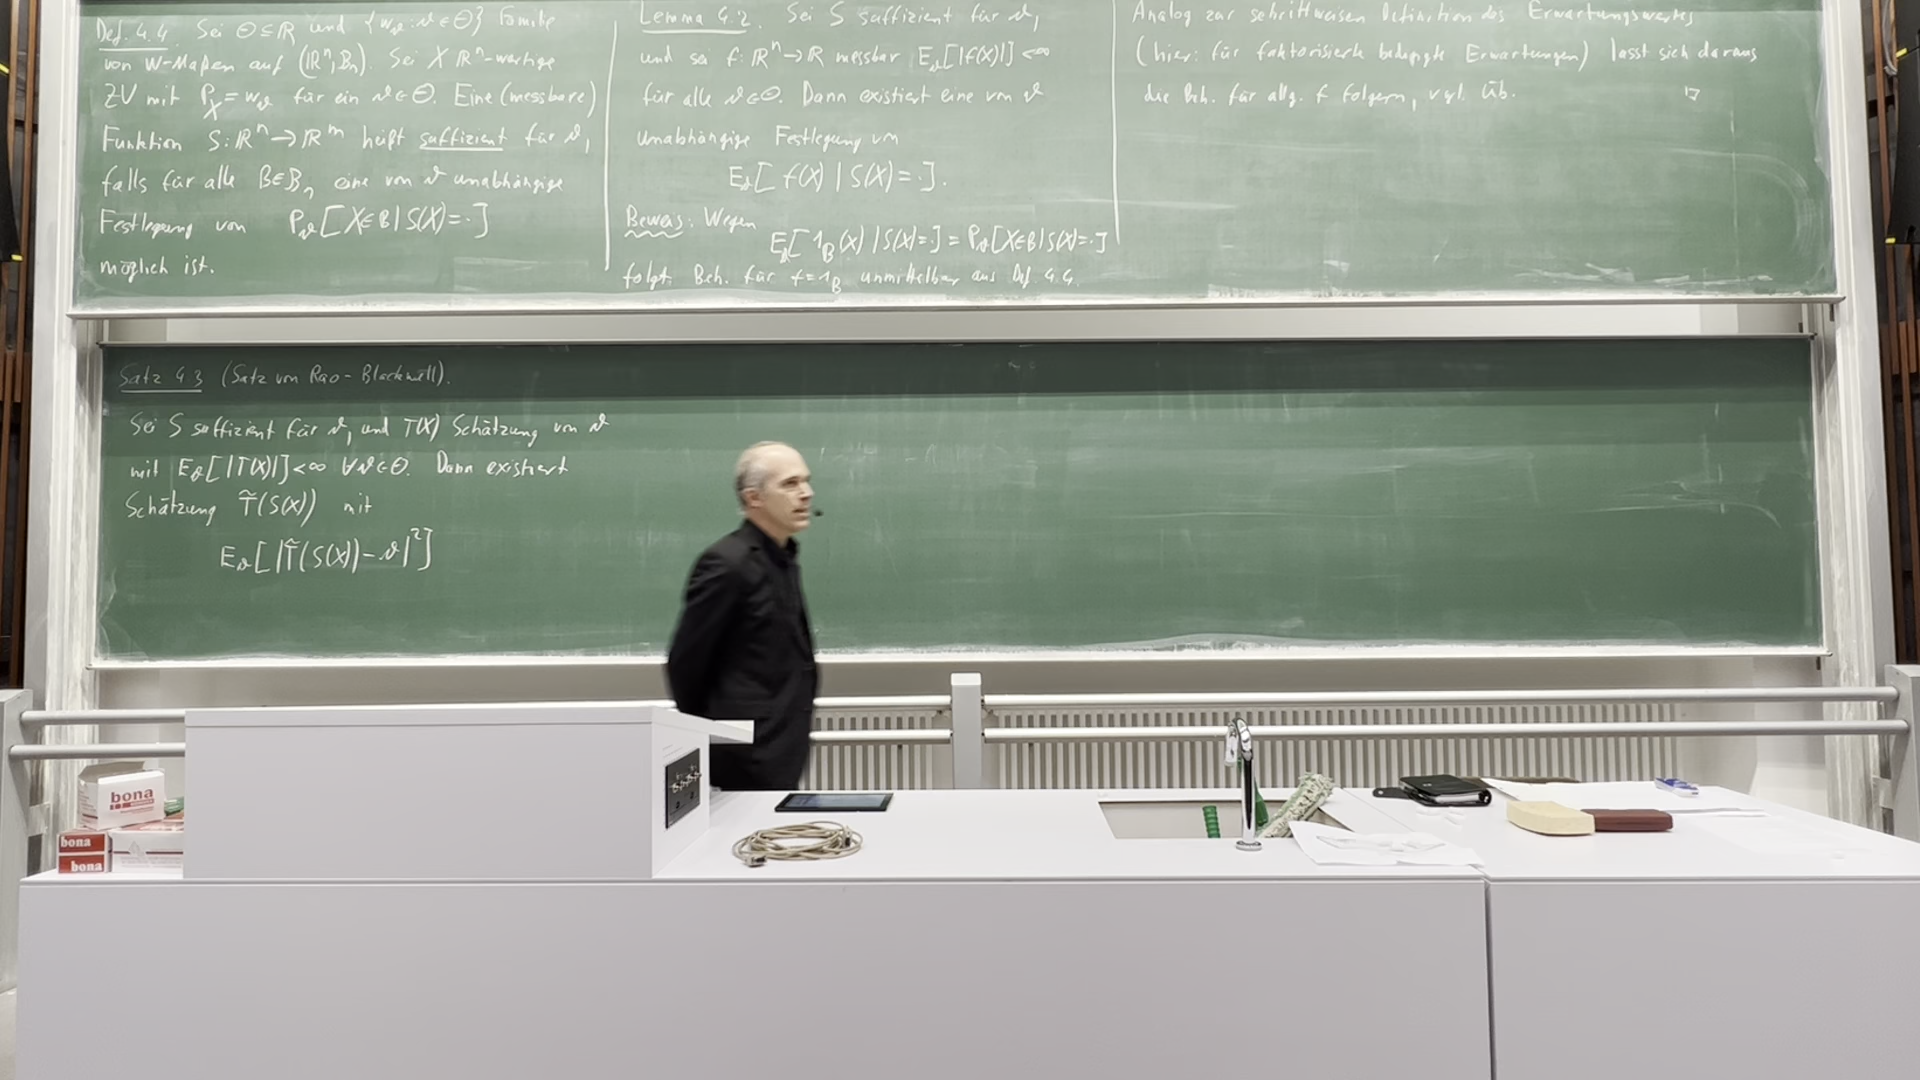 Def. 4.4. Sei Θ⊆ℝ und {w_ϑ : ϑ∈Θ} Familie
von W-Maßen auf (ℝⁿ, B_n). Sei X ℝⁿ-wertige
ZV mit P_X = w_ϑ für ein ϑ∈Θ. Eine (messbare)
Funktion S: ℝⁿ → ℝᵐ heißt suffizient für ϑ,
falls für alle B∈B_n eine von ϑ unabhängige
Festlegung von P_ϑ[X∈B | S(X)=·]
möglich ist.
Lemma 4.2. Sei S suffizient für ϑ,
und sei f: ℝⁿ → ℝ messbar E_ϑ[|f(X)|] < ∞
für alle ϑ∈Θ. Dann existiert eine von ϑ
unabhängige Festlegung von
E_ϑ[f(X) | S(X)=·].
Beweis: Wegen
E_ϑ[1_B(X) | S(X)=·] = P_ϑ[X∈B | S(X)=·]
folgt Beh. für f=1_B unmittelbar aus Def 4.4.
Analog zur schrittweisen Definition des Erwartungswertes
(hier: für faktorisierte bedingte Erwartungen) lässt sich daraus
die Beh. für allg. f folgern, vgl. Üb. □
Satz 4.3 (Satz von Rao-Blackwell).
Sei S suffizient für ϑ, und T(X) Schätzung von ϑ
mit E_ϑ[|T(X)|] < ∞ ∀ϑ∈Θ. Dann existiert
Schätzung T̃(S(X)) mit
E_ϑ[|T̃(S(X)) - ϑ|²]
bona
bona
bona